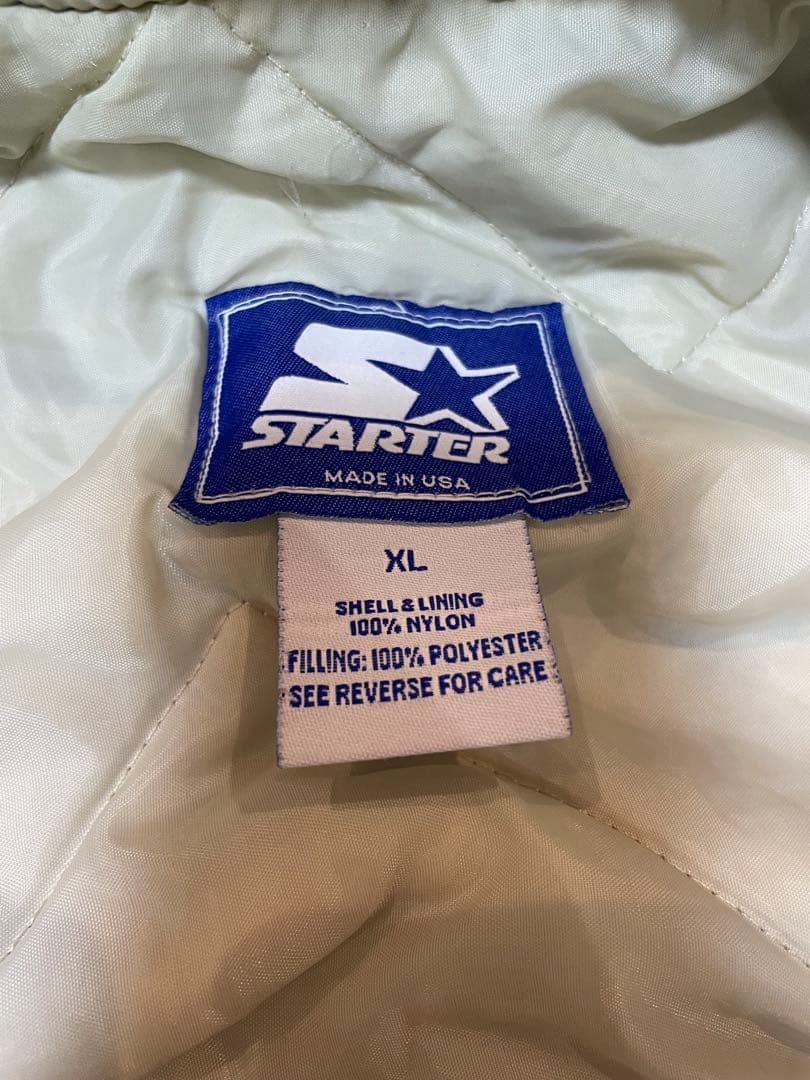 STARTER
MADE IN USA
XL
SHELL & LINING
100% NYLON
FILLING: 100% POLYESTER
SEE REVERSE FOR CARE